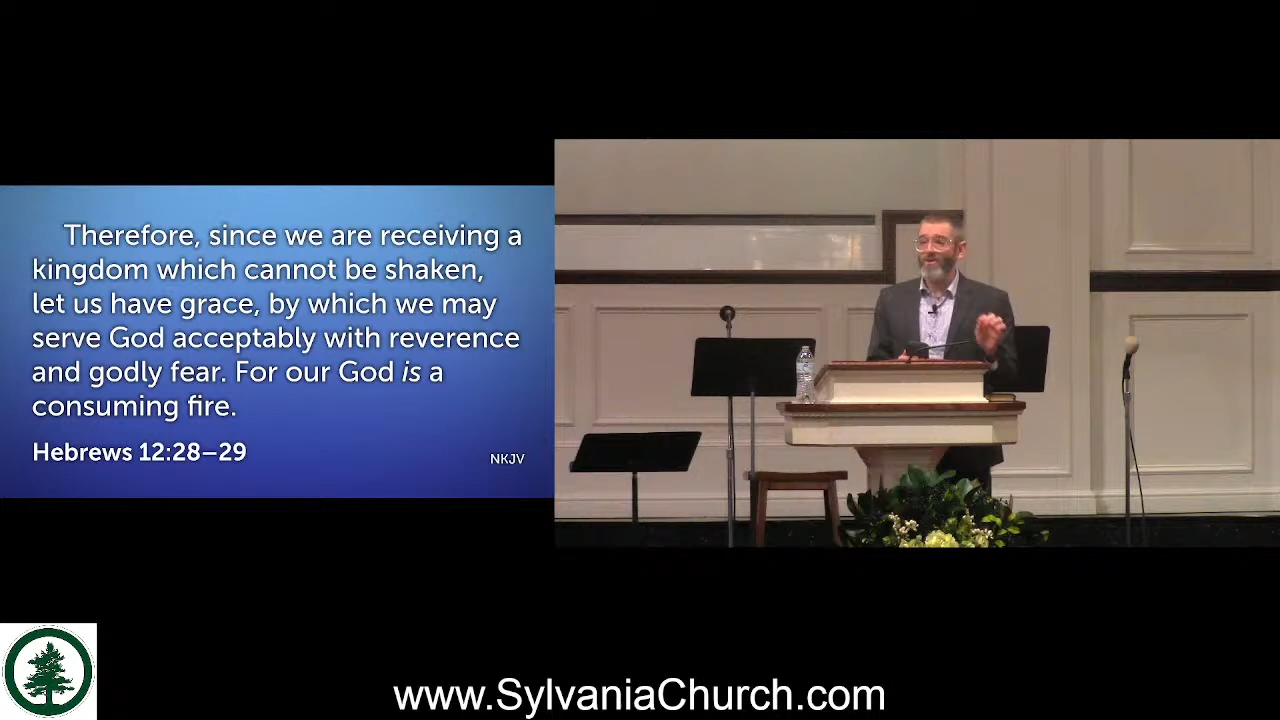 Therefore, since we are receiving a
kingdom which cannot be shaken,
let us have grace, by which we may
serve God acceptably with reverence
and godly fear. For our God is a
consuming fire.
Hebrews 12:28–29
NKJV
www.SylvaniaChurch.com